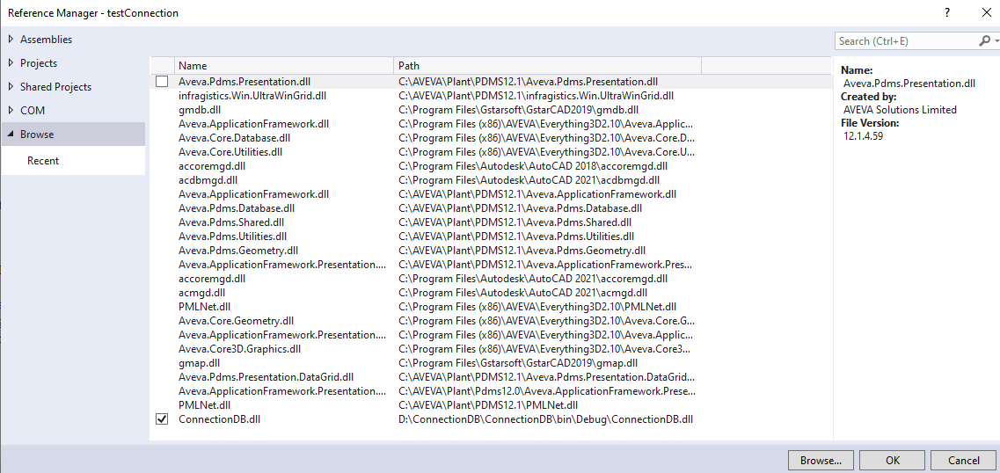 Reference Manager - testConnection
? ×
Assemblies
Projects
Shared Projects
COM
Browse
Recent
Name Path
Aveva.Pdms.Presentation.dll C:\AVEVA\Plant\PDMS12.1\Aveva.Pdms.Presentation.dll
infragistics.Win.UltraWinGrid.dll C:\AVEVA\Plant\PDMS12.1\infragistics.Win.UltraWinGrid.dll
gmdb.dll C:\Program Files\Gstarsoft\GstarCAD2019\gmdb.dll
Aveva.ApplicationFramework.dll C:\Program Files (x86)\AVEVA\Everything3D2.10\Aveva.Applic...
Aveva.Core.Database.dll C:\Program Files (x86)\AVEVA\Everything3D2.10\Aveva.Core.D...
Aveva.Core.Utilities.dll C:\Program Files (x86)\AVEVA\Everything3D2.10\Aveva.Core.U...
accoremgd.dll C:\Program Files\Autodesk\AutoCAD 2018\accoremgd.dll
acdbmgd.dll C:\Program Files\Autodesk\AutoCAD 2021\acdbmgd.dll
Aveva.ApplicationFramework.dll C:\AVEVA\Plant\PDMS12.1\Aveva.ApplicationFramework.dll
Aveva.Pdms.Database.dll C:\AVEVA\Plant\PDMS12.1\Aveva.Pdms.Database.dll
Aveva.Pdms.Shared.dll C:\AVEVA\Plant\PDMS12.1\Aveva.Pdms.Shared.dll
Aveva.Pdms.Utilities.dll C:\AVEVA\Plant\PDMS12.1\Aveva.Pdms.Utilities.dll
Aveva.Pdms.Geometry.dll C:\AVEVA\Plant\PDMS12.1\Aveva.Pdms.Geometry.dll
Aveva.ApplicationFramework.Presentation.... C:\AVEVA\Plant\PDMS12.1\Aveva.ApplicationFramework.Pres...
accoremgd.dll C:\Program Files\Autodesk\AutoCAD 2021\accoremgd.dll
acmgd.dll C:\Program Files\Autodesk\AutoCAD 2021\acmgd.dll
PMLNet.dll C:\Program Files (x86)\AVEVA\Everything3D2.10\PMLNet.dll
Aveva.Core.Geometry.dll C:\Program Files (x86)\AVEVA\Everything3D2.10\Aveva.Core.G...
Aveva.ApplicationFramework.Presentation.... C:\Program Files (x86)\AVEVA\Everything3D2.10\Aveva.Applic...
Aveva.Core3D.Graphics.dll C:\Program Files (x86)\AVEVA\Everything3D2.10\Aveva.Core3...
gmap.dll C:\Program Files\Gstarsoft\GstarCAD2019\gmap.dll
Aveva.Pdms.Presentation.DataGrid.dll C:\AVEVA\Plant\PDMS12.1\Aveva.Pdms.Presentation.DataGrid...
Aveva.ApplicationFramework.Presentation.... C:\AVEVA\Plant\Pdms12.0\Aveva.ApplicationFramework.Prese...
PMLNet.dll C:\AVEVA\Plant\PDMS12.1\PMLNet.dll
ConnectionDB.dll D:\ConnectionDB\ConnectionDB\bin\Debug\ConnectionDB.dll
Search (Ctrl+E)
Name:
Aveva.Pdms.Presentation.dll
Created by:
AVEVA Solutions Limited
File Version:
12.1.4.59
Browse... OK Cancel